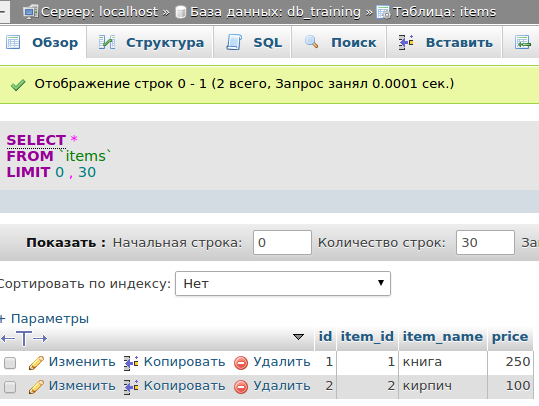 Сервер: localhost » База данных: db_training » Таблица: items
Обзор Структура SQL Поиск Вставить
Отображение строк 0 - 1 (2 всего, Запрос занял 0.0001 сек.)
SELECT *
FROM `items`
LIMIT 0 , 30
Показать : Начальная строка: 0 Количество строк: 30
Сортировать по индексу: Нет
+ Параметры
←T→ id item_id item_name price
Изменить Копировать Удалить 1 1 книга 250
Изменить Копировать Удалить 2 2 кирпич 100